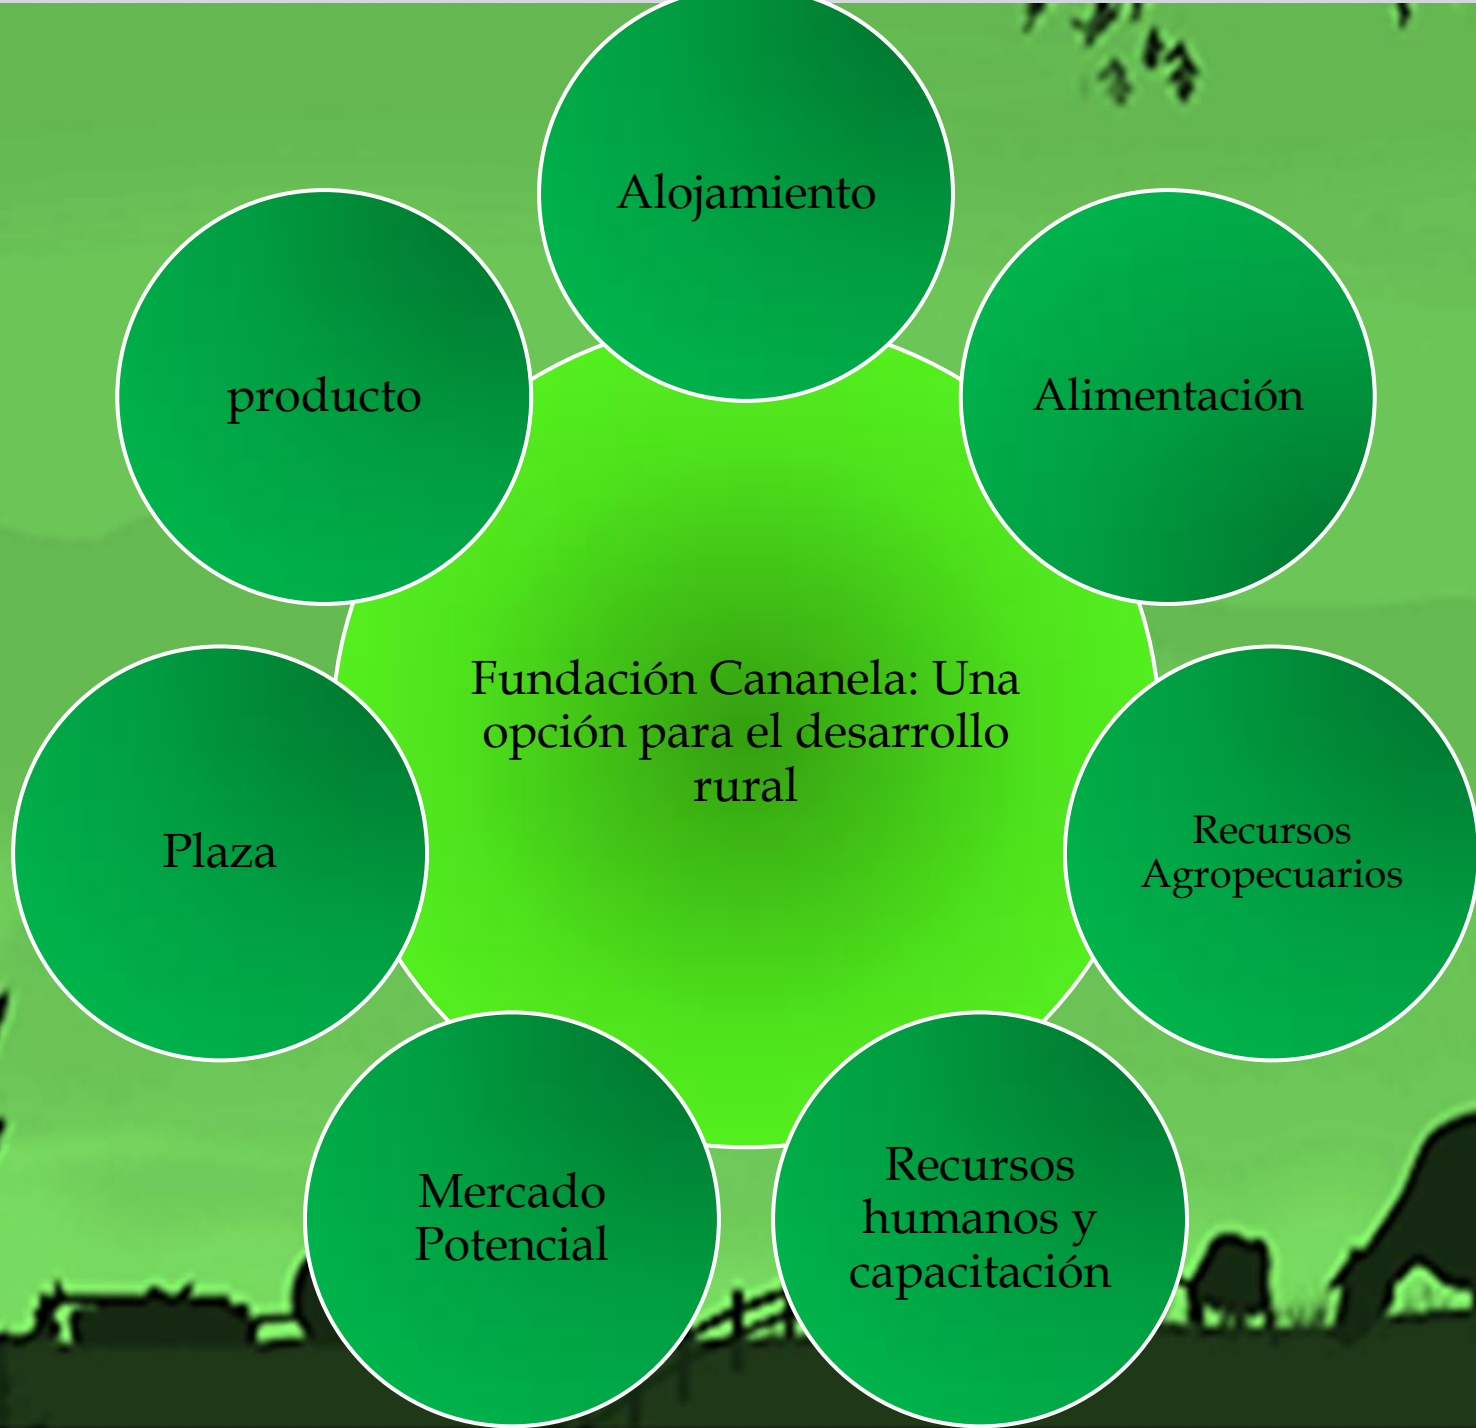 Alojamiento
producto
Alimentación
Fundación Cananela: Una
opción para el desarrollo
rural
Plaza
Recursos
Agropecuarios
Mercado
Potencial
Recursos
humanos y
capacitación